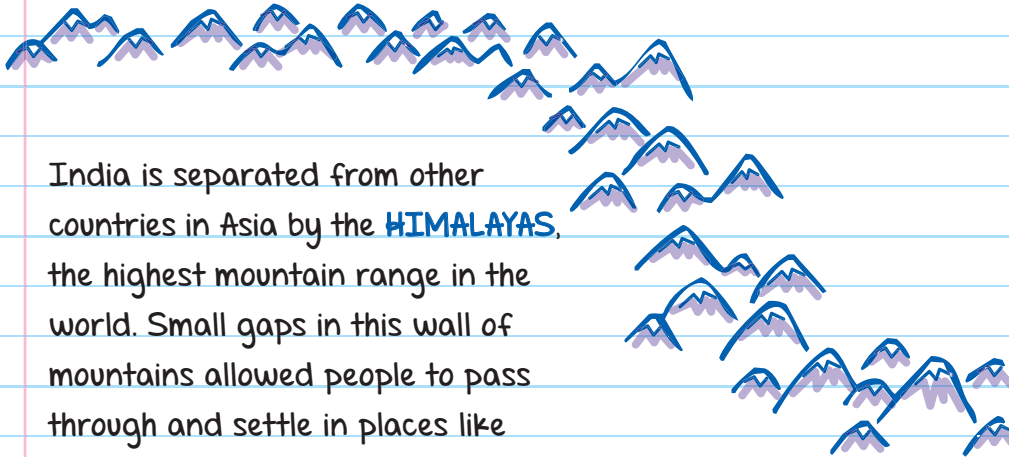 India is separated from other
countries in Asia by the HIMALAYAS,
the highest mountain range in the
world. Small gaps in this wall of
mountains allowed people to pass
through and settle in places like